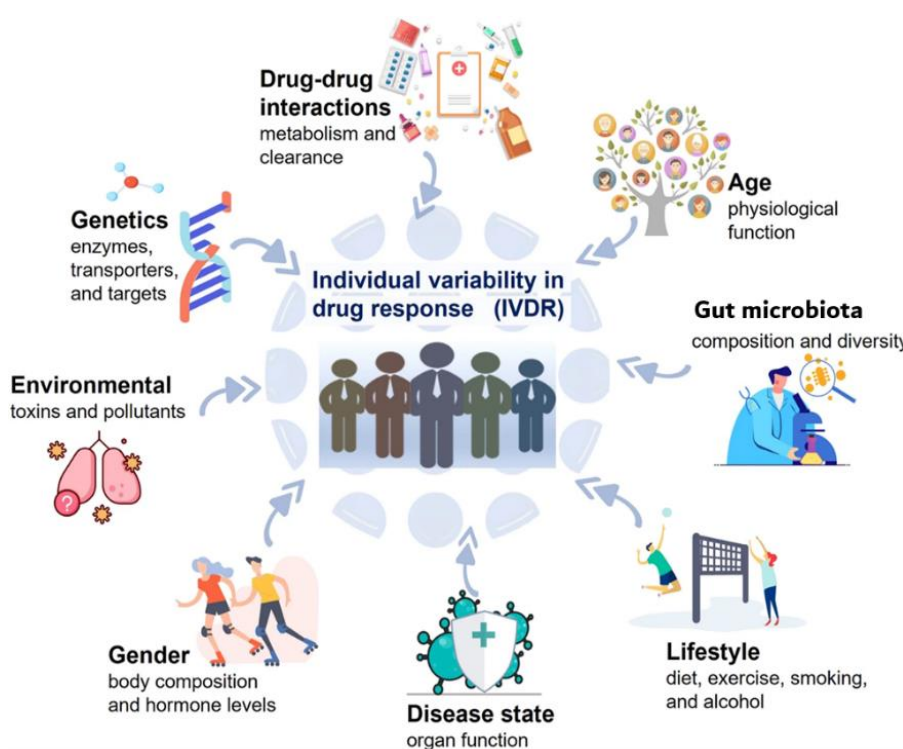 Drug-drug
interactions
metabolism and
clearance
Age
physiological
function
Genetics
enzymes,
transporters,
and targets
Individual variability in
drug response (IVDR)
Gut microbiota
composition and diversity
Environmental
toxins and pollutants
?
Gender
body composition
and hormone levels
Disease state
organ function
Lifestyle
diet, exercise, smoking,
and alcohol